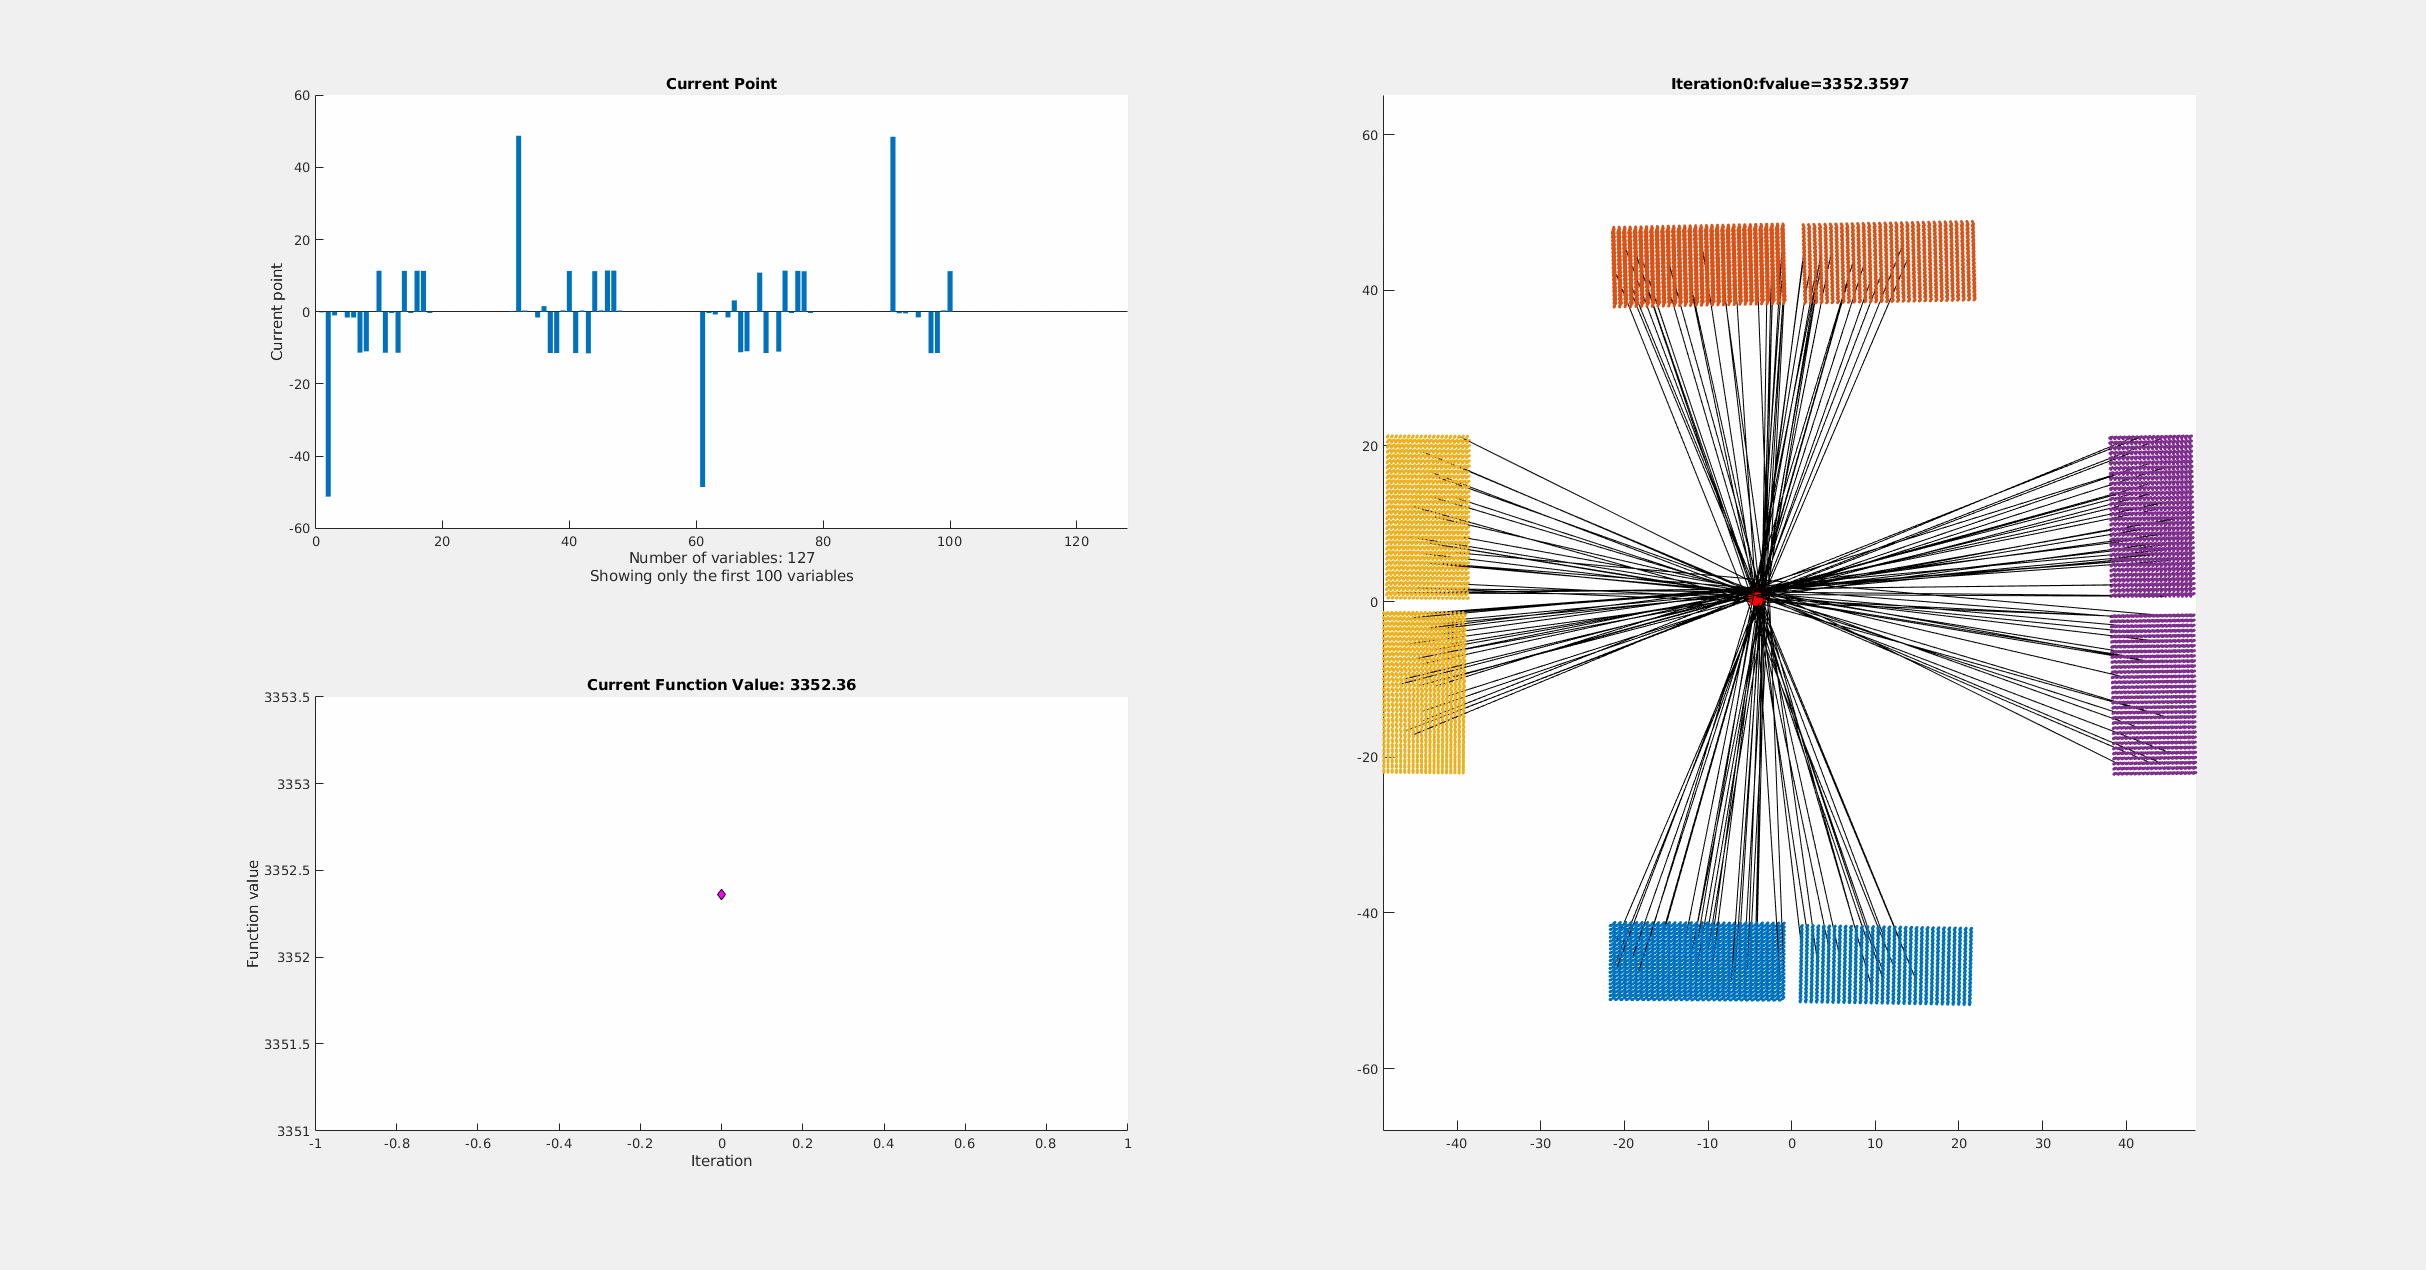 Current Point
60
40
20
0
-20
-40
-60
Current point
0 20 40 60 80 100 120
Number of variables: 127
Showing only the first 100 variables
Current Function Value: 3352.36
3353.5
3353
3352.5
3352
3351.5
3351
Function value
-1 -0.8 -0.6 -0.4 -0.2 0 0.2 0.4 0.6 0.8 1
Iteration
Iteration0:fvalue=3352.3597
60
40
20
0
-20
-40
-60
-40 -30 -20 -10 0 10 20 30 40